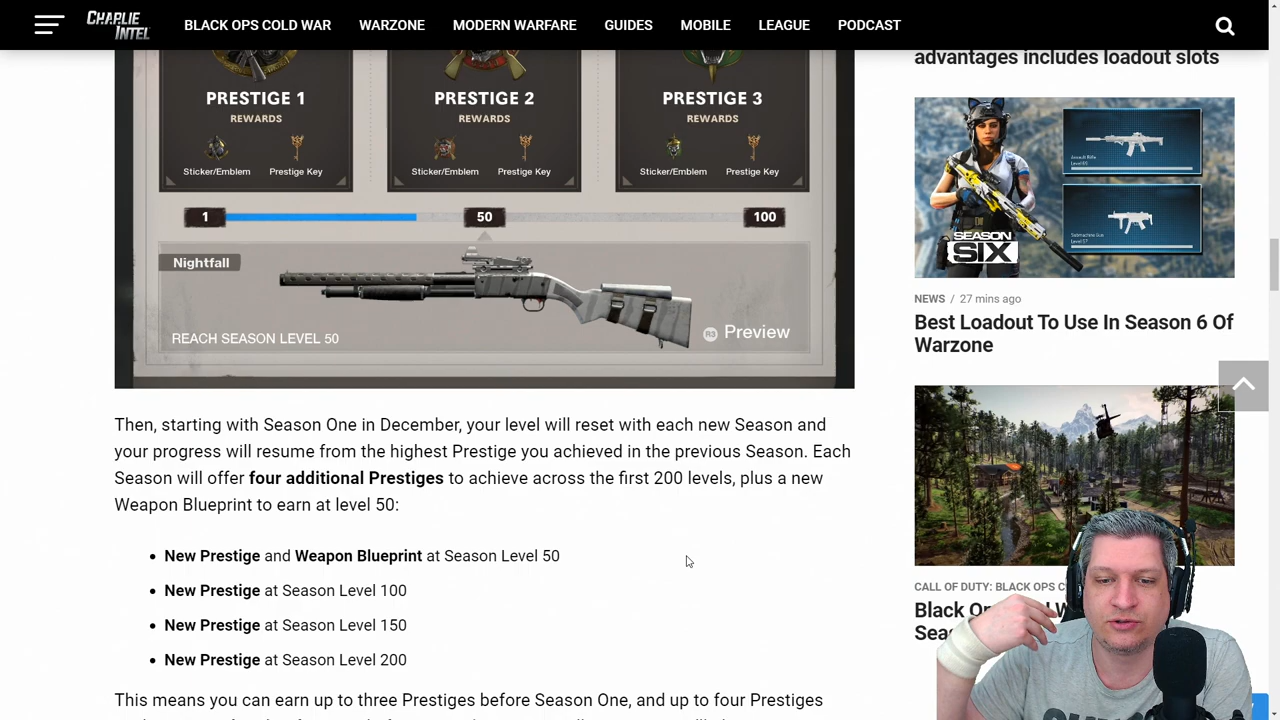 CHARLIE INTEL
BLACK OPS COLD WAR WARZONE MODERN WARFARE GUIDES MOBILE LEAGUE PODCAST
PRESTIGE 1
REWARDS
Sticker/Emblem Prestige Key
PRESTIGE 2
REWARDS
Sticker/Emblem Prestige Key
PRESTIGE 3
REWARDS
Sticker/Emblem Prestige Key
1 50 100
Nightfall
REACH SEASON LEVEL 50
R3 Preview
Then, starting with Season One in December, your level will reset with each new Season and
your progress will resume from the highest Prestige you achieved in the previous Season. Each
Season will offer four additional Prestiges to achieve across the first 200 levels, plus a new
Weapon Blueprint to earn at level 50:
• New Prestige and Weapon Blueprint at Season Level 50
• New Prestige at Season Level 100
• New Prestige at Season Level 150
• New Prestige at Season Level 200
This means you can earn up to three Prestiges before Season One, and up to four Prestiges
advantages includes loadout slots
Assault Rifle
Submachine Gun
SEASON
SIX
NEWS / 27 mins ago
Best Loadout To Use In Season 6 Of
Warzone
CALL OF DUTY: BLACK OPS
Black